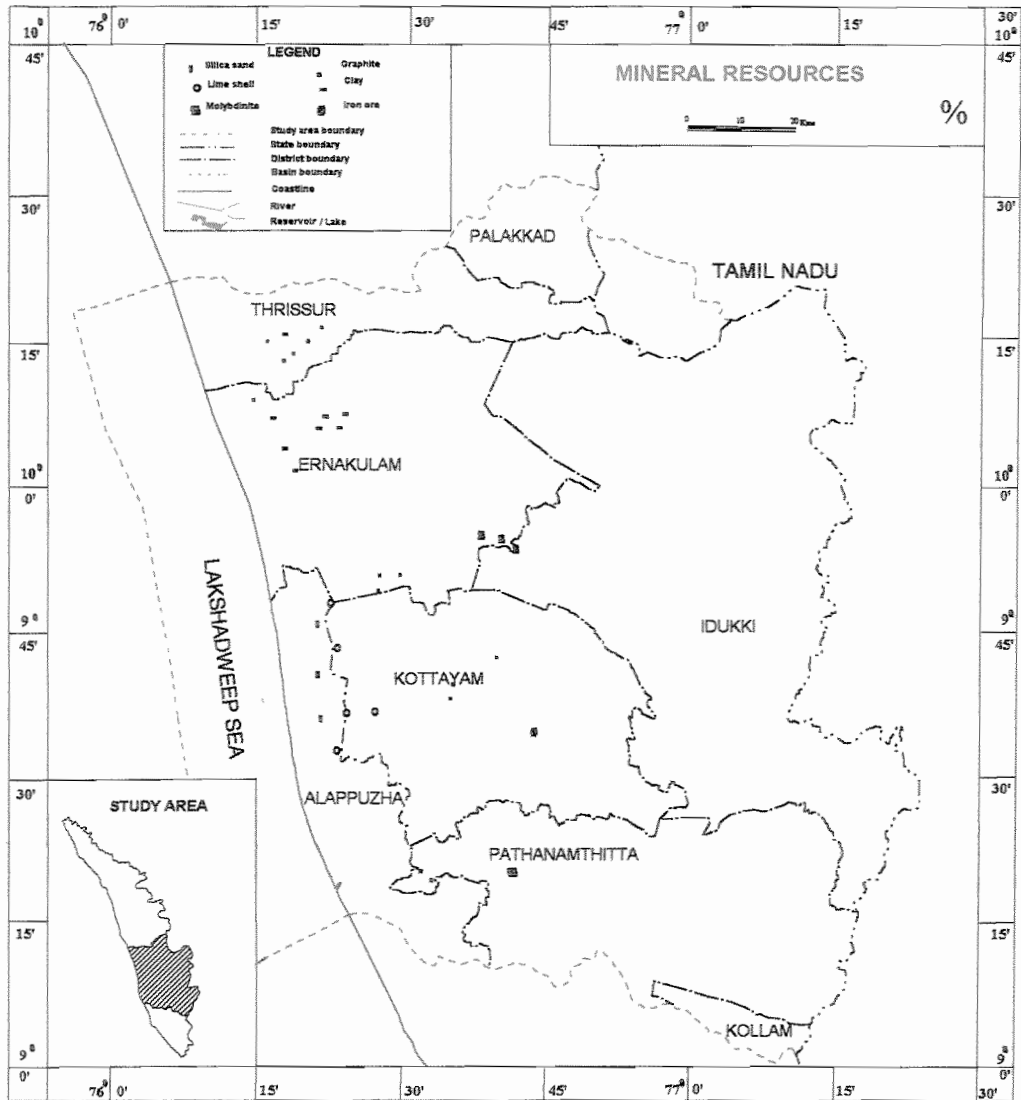 76° 0' 15' 30' 45' 77° 0' 15' 30'
10° 45' 10° 45'
LEGEND
Silica sand Graphite
Lime shell Clay
Molybdinite Iron ore
Study area boundary
State boundary
District boundary
Basin boundary
Coastline
River
Reservoir / Lake
MINERAL RESOURCES
%
0 10 20 Kms
30' 30'
PALAKKAD
TAMIL NADU
THRISSUR
15' 15'
ERNAKULAM
10° 0' 10° 0'
LAKSHADWEEP SEA
IDUKKI
9° 45' 9° 45'
KOTTAYAM
30' 30'
ALAPPUZHA
STUDY AREA
PATHANAMTHITTA
15' 15'
KOLLAM
9° 0' 9° 0'
76° 0' 15' 30' 45' 77° 0' 15' 30'